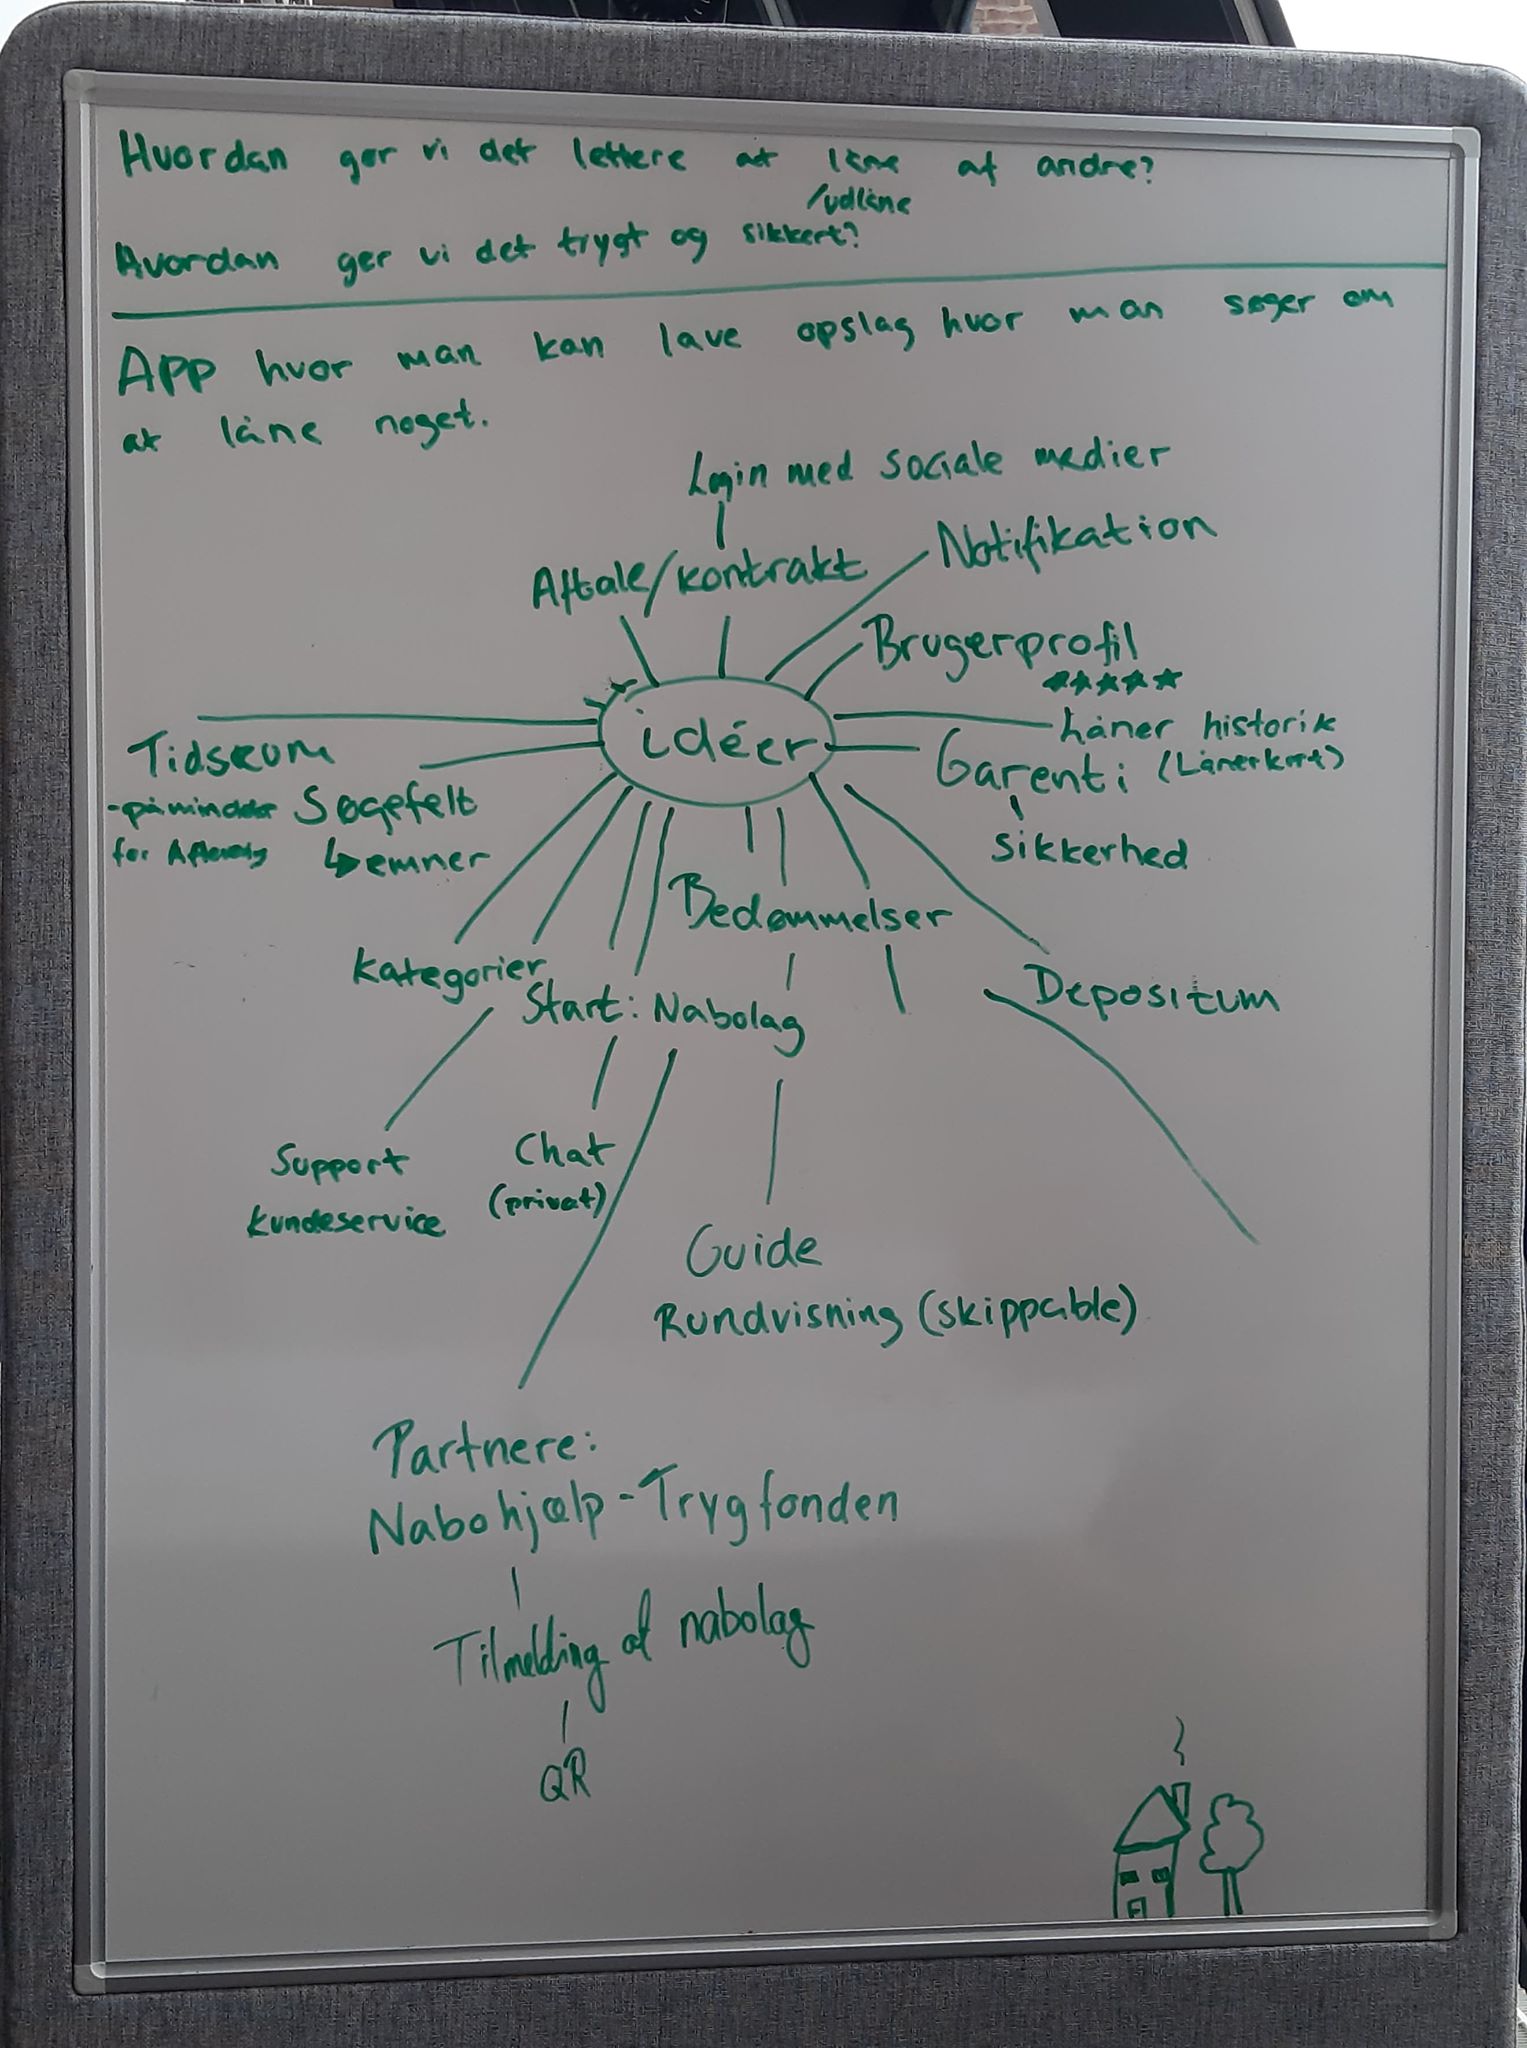 Hvordan gør vi det lettere at låne af andre?
/udlåne
Hvordan gør vi det trygt og sikkert?
App hvor man kan lave opslag hvor man søger om
at låne noget.
Login med sociale medier
Aftale/kontrakt
Notifikation
Brugerprofil
★★★★★
idéer
Låner historik
(Lånerkort)
Garenti
sikkerhed
Tidsrum
-påminder
for Aflevering
Søgefelt
↳ emner
Bedømmelser
Kategorier
Start: Nabolag
Depositum
Support
kundeservice
Chat
(privat)
Guide
Rundvisning (skippable)
Partnere:
Nabohjælp - Trygfonden
Tilmelding af nabolag
QR